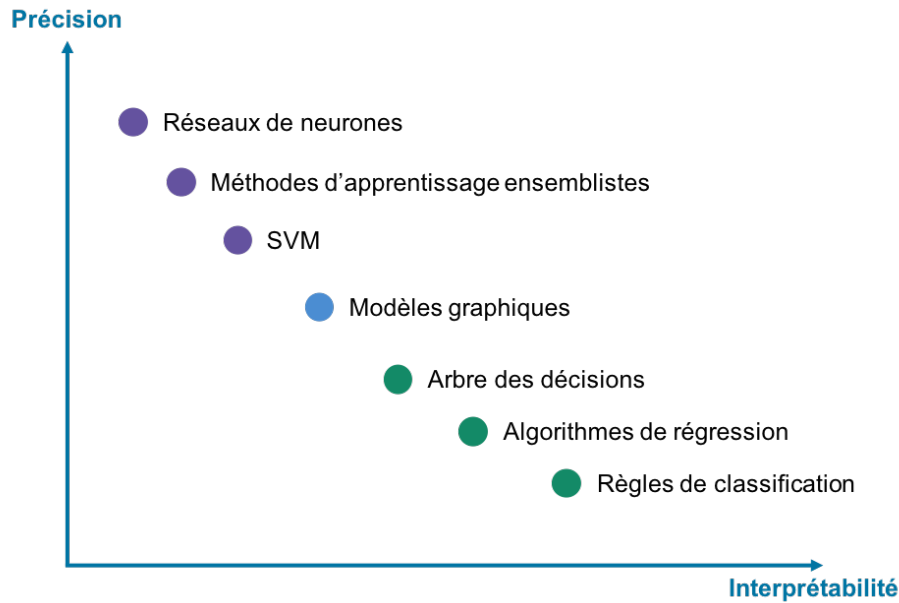 Précision
Réseaux de neurones
Méthodes d'apprentissage ensemblistes
SVM
Modèles graphiques
Arbre des décisions
Algorithmes de régression
Règles de classification
Interprétabilité